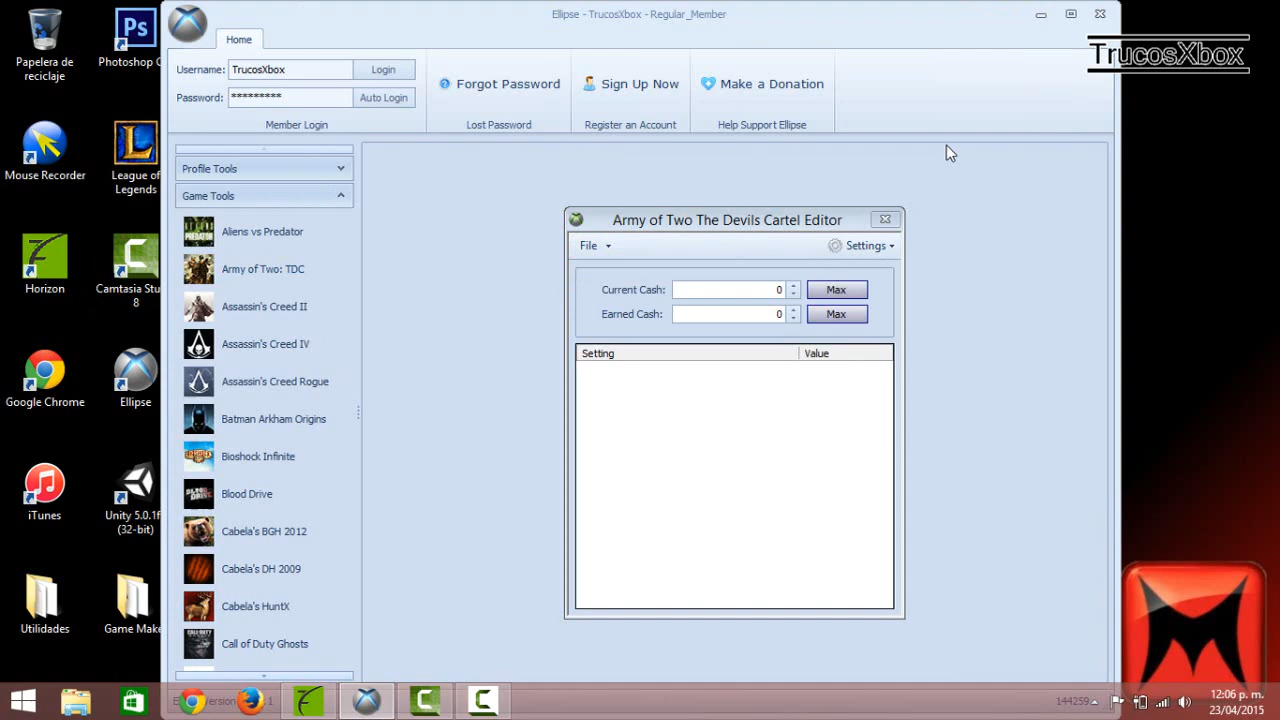 Ellipse - TrucosXbox - Regular_Member
TrucosXbox
Home
Username: TrucosXbox Login
Password: ********* Auto Login
Member Login
Forgot Password
Lost Password
Sign Up Now
Register an Account
Make a Donation
Help Support Ellipse
Profile Tools
Game Tools
Aliens vs Predator
Army of Two: TDC
Assassin's Creed II
Assassin's Creed IV
Assassin's Creed Rogue
Batman Arkham Origins
Bioshock Infinite
Blood Drive
Cabela's BGH 2012
Cabela's DH 2009
Cabela's HuntX
Call of Duty Ghosts
Army of Two The Devils Cartel Editor
File
Settings
Current Cash: 0 Max
Earned Cash: 0 Max
Setting Value
Papelera de
reciclaje
Photoshop C
Mouse Recorder
League of
Legends
Horizon
Camtasia Stu
8
Google Chrome
Ellipse
iTunes
Unity 5.0.1f
(32-bit)
Utilidades
Game Make
144259
12:06 p. m.
23/04/2015